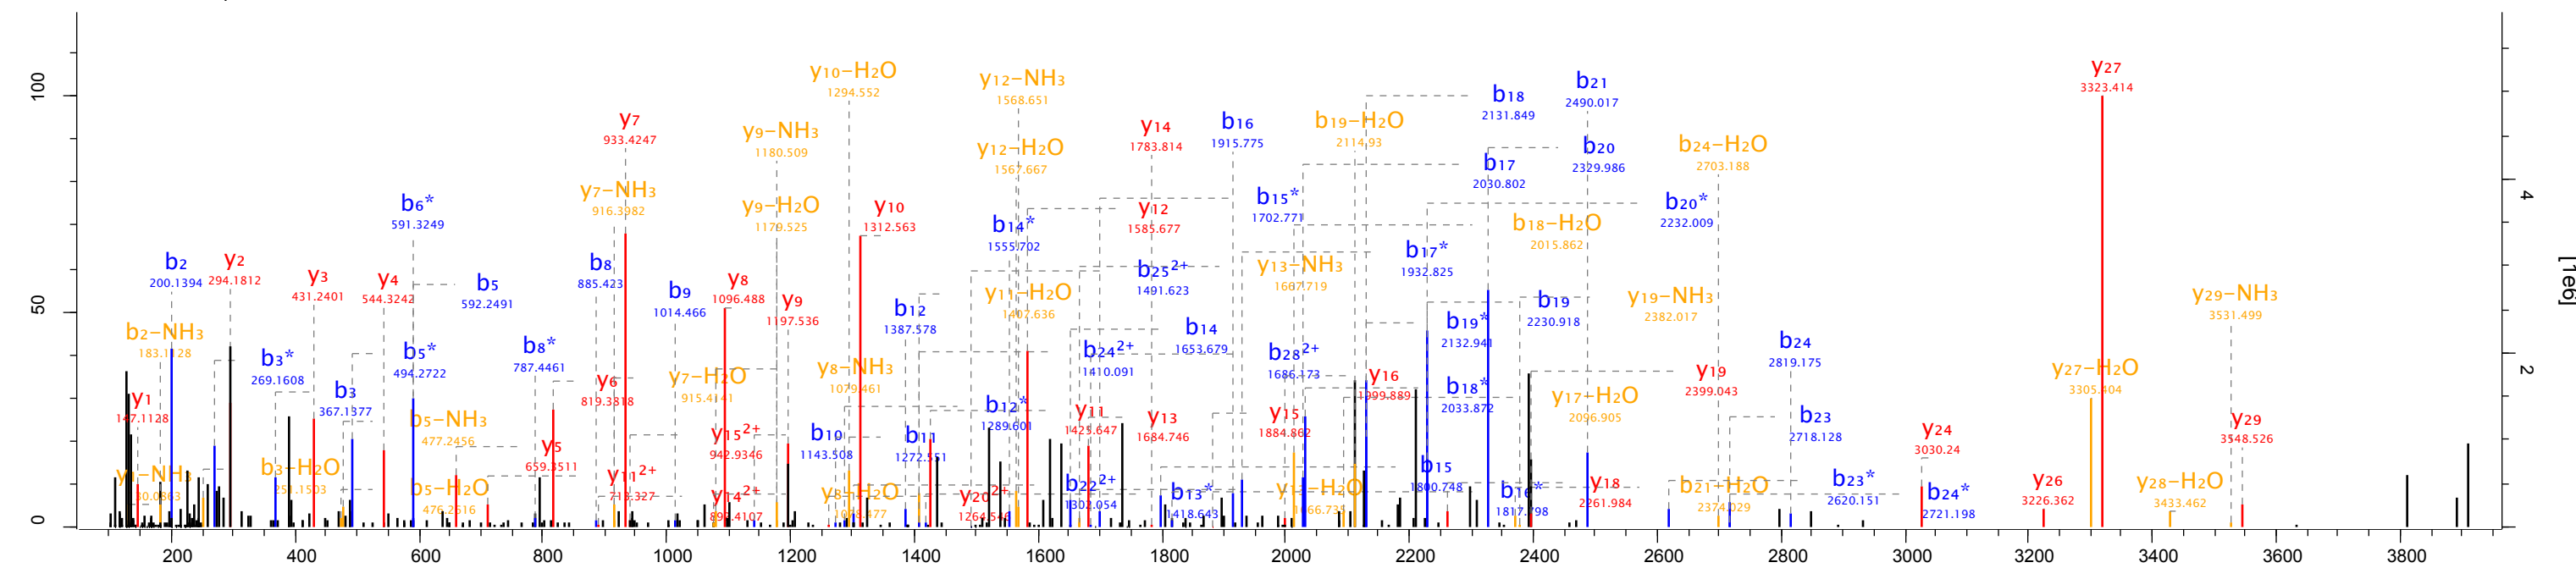 100
50
0
[1e6]
4
2
b2-NH3
183.1128
b2
200.1394
y1
147.1128
y1-NH3
y2
294.1812
b3*
269.1608
b3-H2O
251.1503
y3
431.2401
b3
367.1377
y4
544.3242
b6*
591.3249
b5
592.2491
b5*
494.2722
b5-NH3
477.2456
b5-H2O
476.2616
b8*
787.4461
y5
659.3511
y6
819.3818
b8
885.423
y7
933.4247
y7-NH3
916.3982
y11 2+
713.327
b9
1014.466
y7-H2O
915.4141
y8
1096.488
y15 2+
942.9346
y14 2+
892.4107
y9-NH3
1180.509
y9-H2O
1179.525
y9
1197.536
y10-H2O
1294.552
y10
1312.563
y8-NH3
1079.461
b10
1143.508
y8-H2O
b12
1387.578
b11
1272.551
y20 2+
1264.546
y12-NH3
1568.651
y12-H2O
1567.667
b14*
1555.702
y11-H2O
1407.636
b12*
1289.601
y11
1425.647
b24 2+
1410.091
b22 2+
1302.054
y14
1783.814
y12
1585.677
b25 2+
1491.623
b14
1653.679
y13
1684.746
b13*
1418.643
b16
1915.775
b15*
1702.771
y13-NH3
1667.719
b28 2+
1686.173
y15
1884.862
y13-H2O
1666.735
b19-H2O
2114.93
y16
1999.889
b17*
1932.825
b19*
2132.941
b18*
2033.872
b15
1800.748
b18
2131.849
b17
2030.802
b16*
1817.798
b21
2490.017
b20
2329.986
b18-H2O
2015.862
b19
2230.918
b17-H2O
2096.905
y18
2261.984
b20*
2232.009
y19-NH3
2382.017
y19
2399.043
b24-H2O
2703.188
b21-H2O
2374.029
b24
2819.175
b23
2718.128
b23*
2620.151
y24
3030.24
b24*
2721.198
y26
3226.362
y27
3323.414
y27-H2O
3305.404
y28-H2O
3433.462
y29-NH3
3531.499
y29
3548.526
200 400 600 800 1000 1200 1400 1600 1800 2000 2200 2400 2600 2800 3000 3200 3400 3600 3800